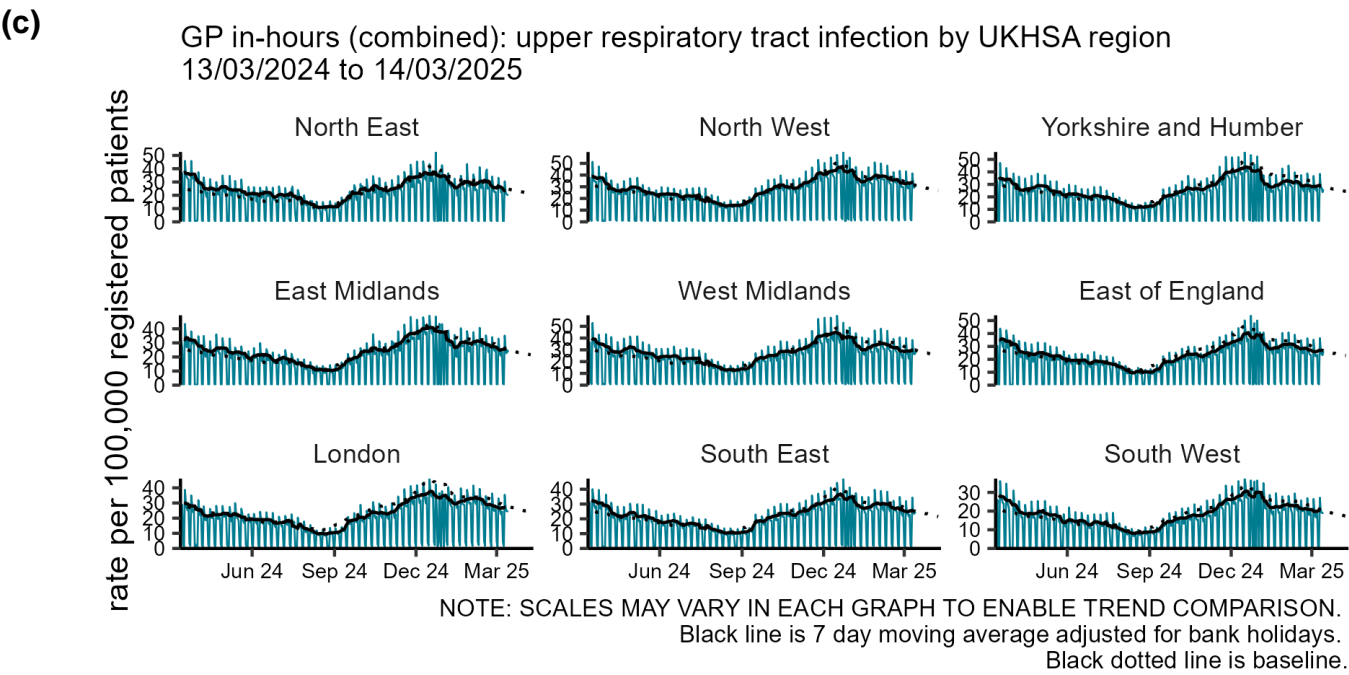 (c)
GP in-hours (combined): upper respiratory tract infection by UKHSA region
13/03/2024 to 14/03/2025
rate per 100,000 registered patients
North East
50
40
30
20
10
0
North West
50
40
30
20
10
0
Yorkshire and Humber
50
40
30
20
10
0
East Midlands
40
30
20
10
0
West Midlands
50
40
30
20
10
0
East of England
50
40
30
20
10
0
London
40
30
20
10
0
Jun 24 Sep 24 Dec 24 Mar 25
South East
40
30
20
10
0
Jun 24 Sep 24 Dec 24 Mar 25
South West
30
20
10
0
Jun 24 Sep 24 Dec 24 Mar 25
NOTE: SCALES MAY VARY IN EACH GRAPH TO ENABLE TREND COMPARISON.
Black line is 7 day moving average adjusted for bank holidays.
Black dotted line is baseline.